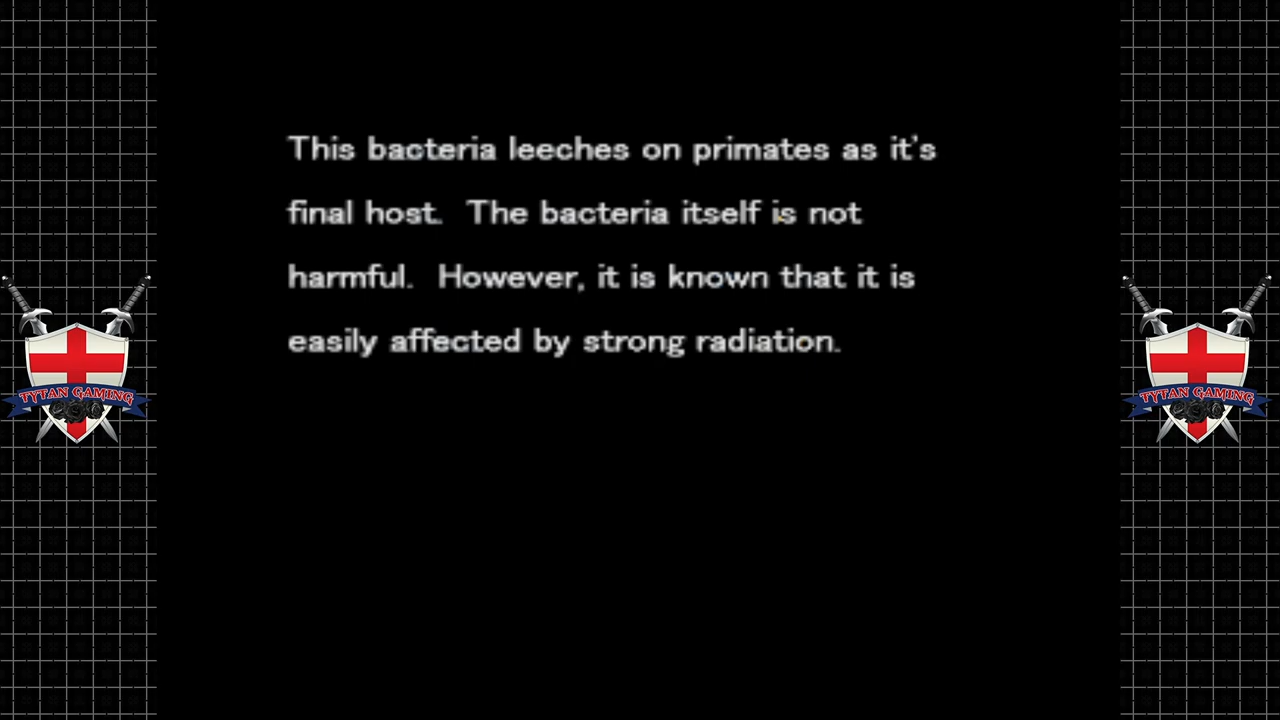 This bacteria leeches on primates as it's
final host. The bacteria itself is not
harmful. However, it is known that it is
easily affected by strong radiation.
TYTAN GAMING
TYTAN GAMING